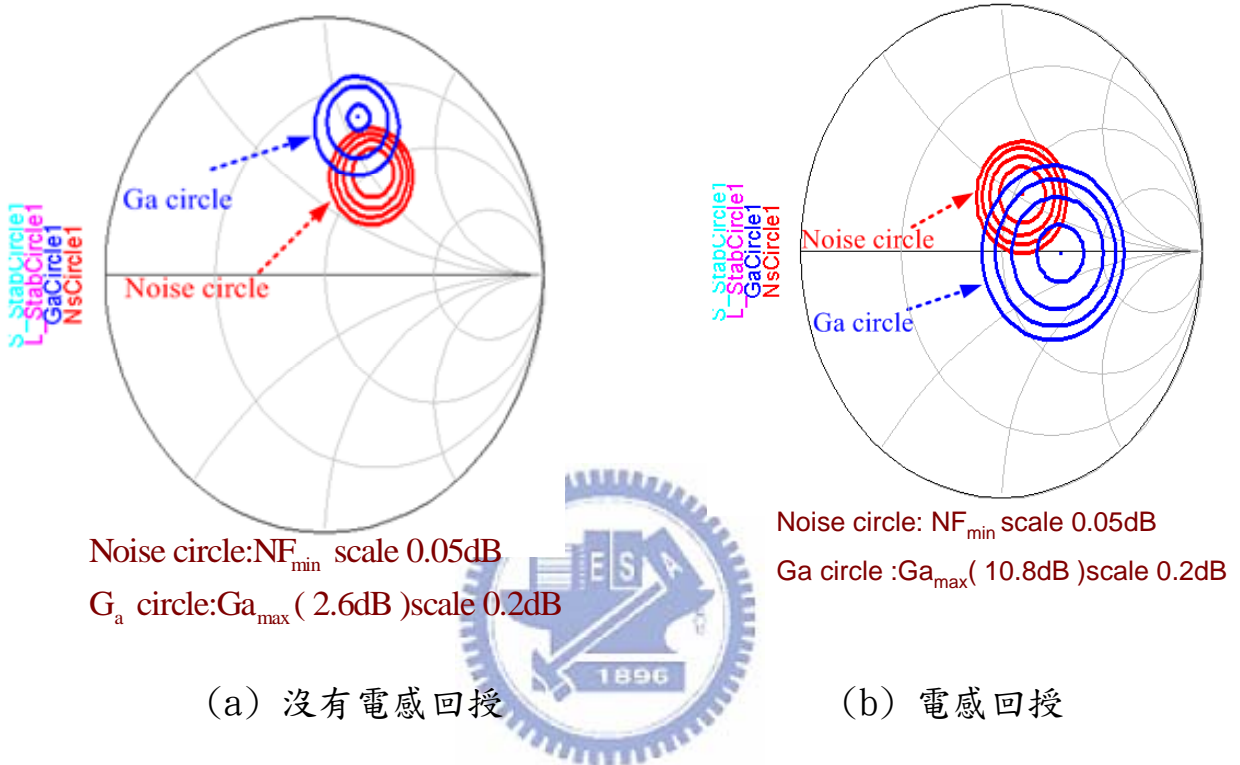 Ga circle
Noise circle
S_StabCircle1
L_StabCircle1
GaCircle1
NsCircle1
Noise circle:NFmin scale 0.05dB
Ga circle:Gamax ( 2.6dB )scale 0.2dB
(a) 沒有電感回授
Noise circle
Ga circle
S_StabCircle1
L_StabCircle1
GaCircle1
NsCircle1
Noise circle: NFmin scale 0.05dB
Ga circle :Gamax( 10.8dB )scale 0.2dB
(b) 電感回授
E S A
1896